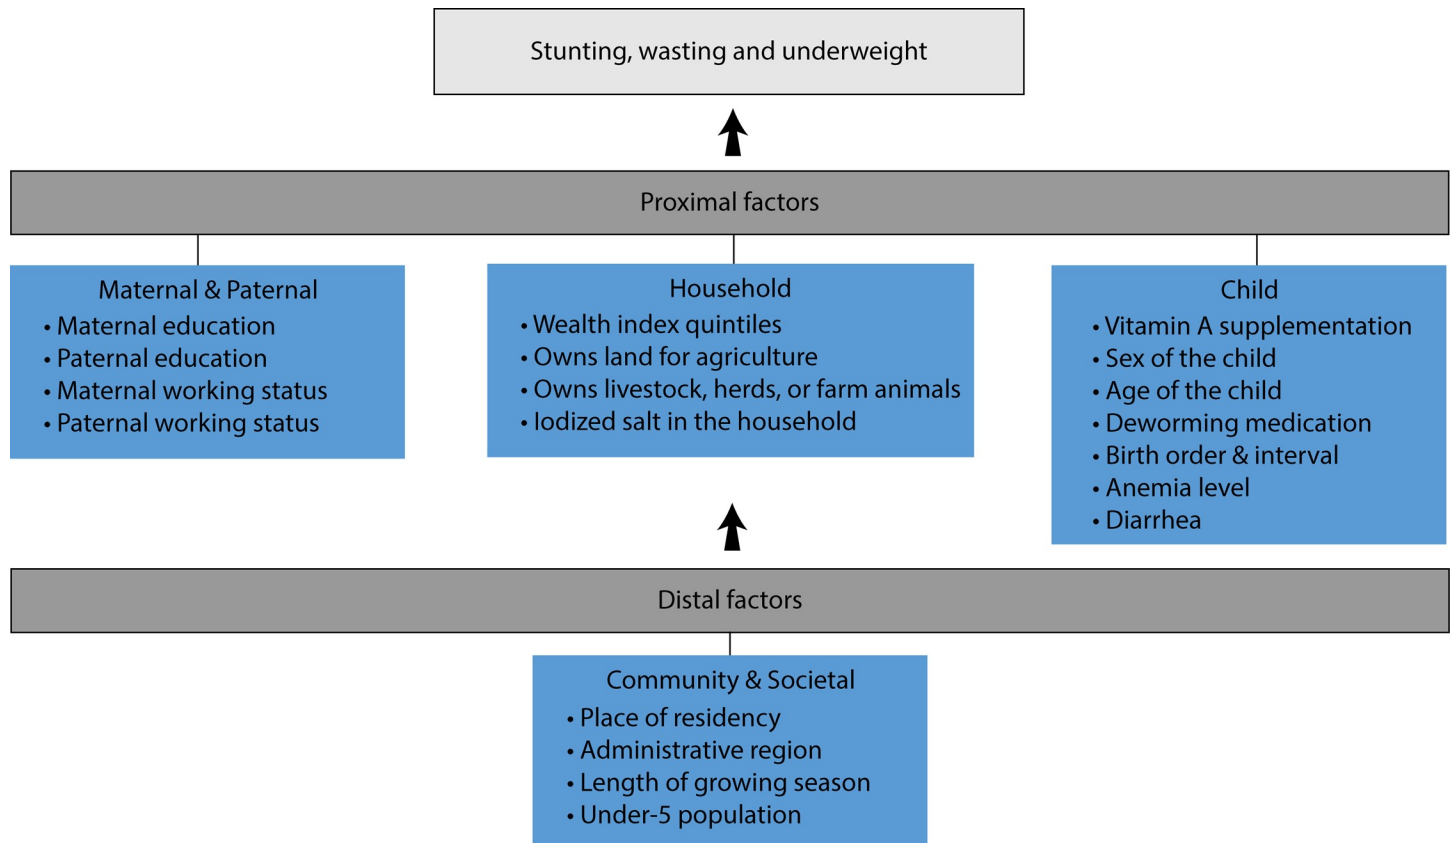 Stunting, wasting and underweight
Proximal factors
Maternal & Paternal
• Maternal education
• Paternal education
• Maternal working status
• Paternal working status
Household
• Wealth index quintiles
• Owns land for agriculture
• Owns livestock, herds, or farm animals
• Iodized salt in the household
Child
• Vitamin A supplementation
• Sex of the child
• Age of the child
• Deworming medication
• Birth order & interval
• Anemia level
• Diarrhea
Distal factors
Community & Societal
• Place of residency
• Administrative region
• Length of growing season
• Under-5 population